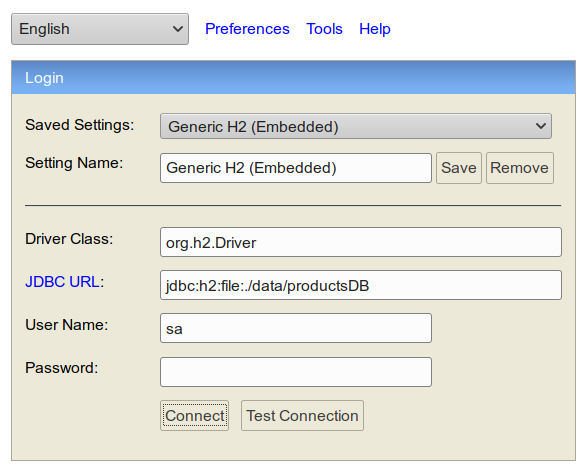 English Preferences Tools Help
Login
Saved Settings: Generic H2 (Embedded)
Setting Name: Generic H2 (Embedded) Save Remove
Driver Class: org.h2.Driver
JDBC URL: jdbc:h2:file:./data/productsDB
User Name: sa
Password:
Connect Test Connection